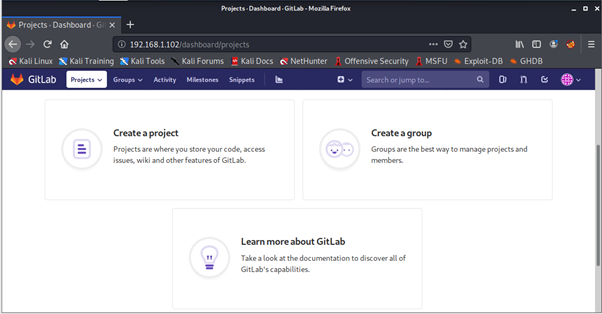 Projects - Dashboard - GitLab - Mozilla Firefox
Projects · Dashboard · Gi
192.168.1.102/dashboard/projects
Kali Linux Kali Training Kali Tools Kali Forums Kali Docs NetHunter Offensive Security MSFU Exploit-DB GHDB
GitLab Projects Groups Activity Milestones Snippets Search or jump to...
Create a project
Projects are where you store your code, access
issues, wiki and other features of GitLab.
Create a group
Groups are the best way to manage projects and
members.
Learn more about GitLab
Take a look at the documentation to discover all of
GitLab's capabilities.